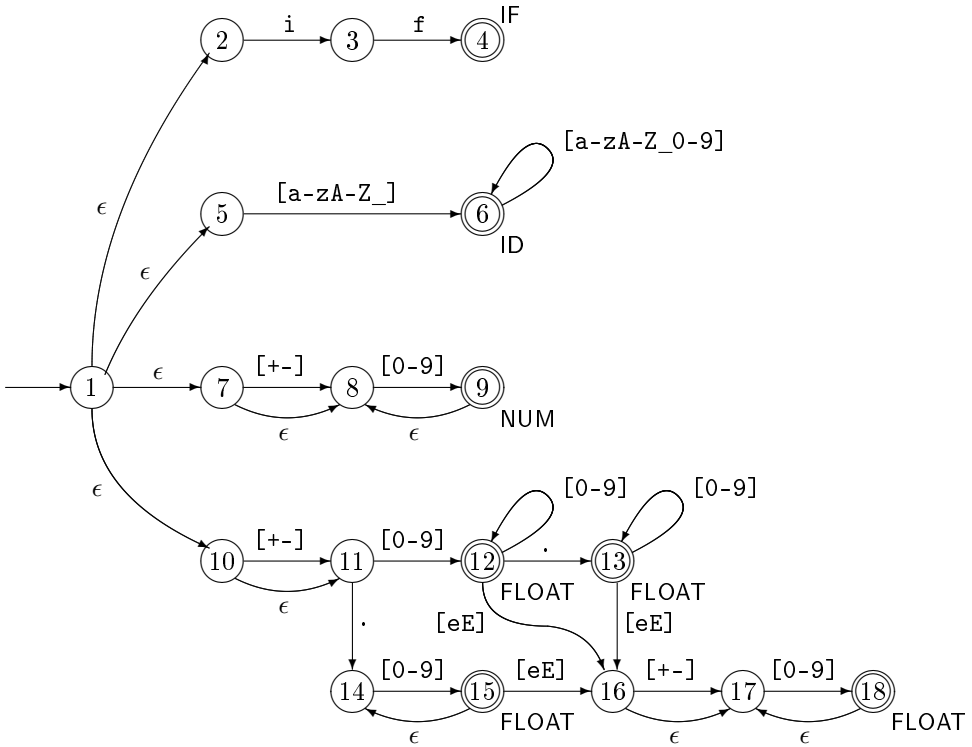 IF
2 i 3 f 4
[a-zA-Z_0-9]
ϵ 5 [a-zA-Z_] 6
ϵ ID
1 ϵ 7 [+-] 8 [0-9] 9
ϵ ϵ NUM
ϵ [0-9] [0-9]
10 [+-] 11 [0-9] 12 . 13
ϵ FLOAT FLOAT
. [eE] [eE]
14 [0-9] 15 [eE] 16 [+-] 17 [0-9] 18
ϵ FLOAT ϵ ϵ FLOAT